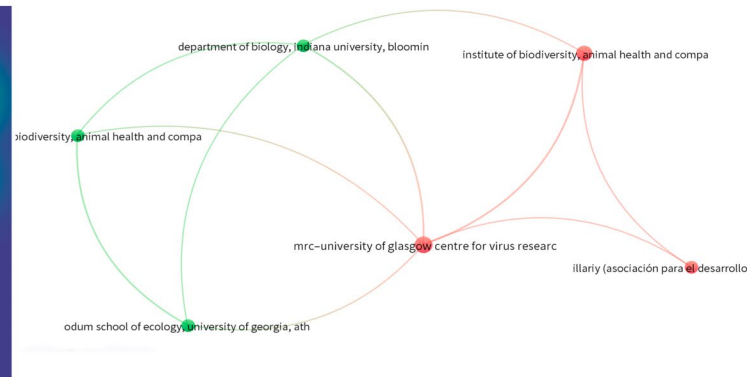 department of biology, indiana university, bloomin
institute of biodiversity, animal health and compa
biodiversity, animal health and compa
mrc–university of glasgow centre for virus researc
illariy (asociación para el desarrollo
odum school of ecology, university of georgia, ath